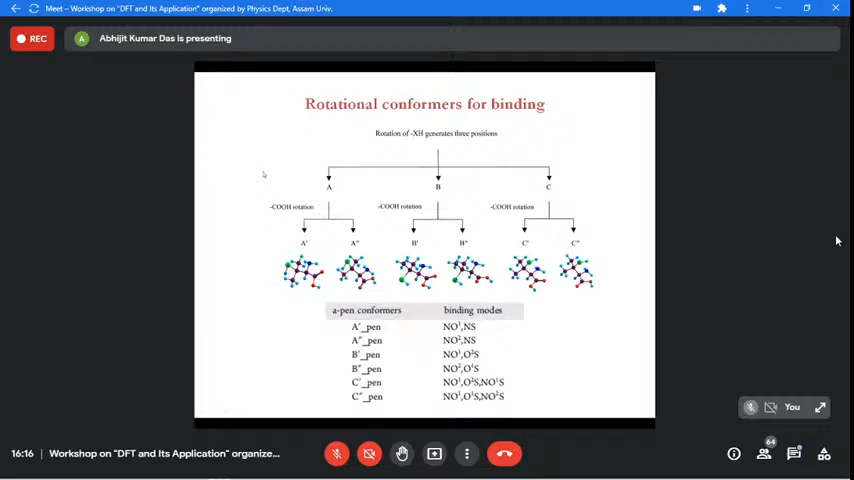 Meet – Workshop on "DFT and Its Application" organized by Physics Dept, Assam Univ.
REC
A
Abhijit Kumar Das is presenting
Rotational conformers for binding
Rotation of -XH generates three positions
A B C
-COOH rotation -COOH rotation -COOH rotation
A' A" B' B" C' C"
a-pen conformers binding modes
A'_pen NO¹,NS
A"_pen NO²,NS
B'_pen NO¹,O²S
B"_pen NO²,O¹S
C'_pen NO¹,O²S,NO¹S
C"_pen NO¹,O¹S,NO²S
You
64
16:16 | Workshop on "DFT and Its Application" organize...